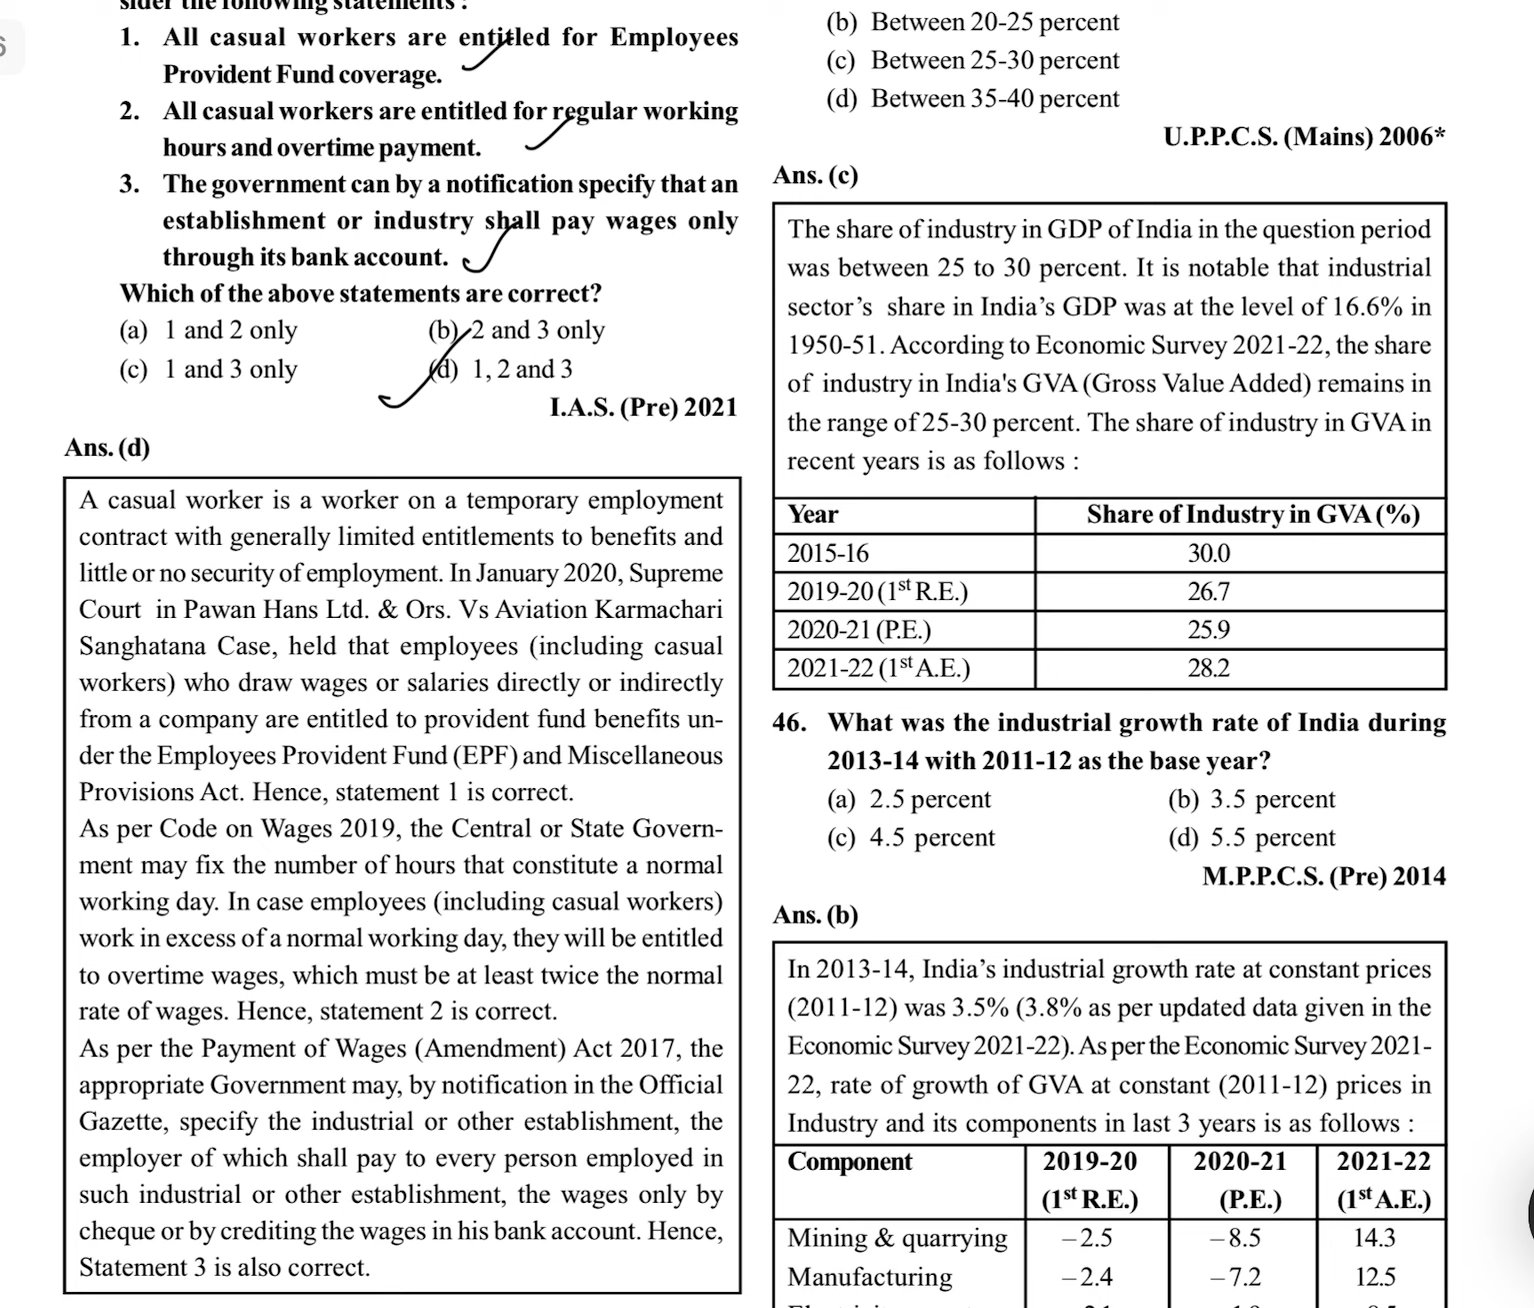 sider the following statements :
1. All casual workers are entitled for Employees
Provident Fund coverage.
2. All casual workers are entitled for regular working
hours and overtime payment.
3. The government can by a notification specify that an
establishment or industry shall pay wages only
through its bank account.
Which of the above statements are correct?
(a) 1 and 2 only (b) 2 and 3 only
(c) 1 and 3 only (d) 1, 2 and 3
I.A.S. (Pre) 2021
Ans. (d)
A casual worker is a worker on a temporary employment
contract with generally limited entitlements to benefits and
little or no security of employment. In January 2020, Supreme
Court in Pawan Hans Ltd. & Ors. Vs Aviation Karmachari
Sanghatana Case, held that employees (including casual
workers) who draw wages or salaries directly or indirectly
from a company are entitled to provident fund benefits un-
der the Employees Provident Fund (EPF) and Miscellaneous
Provisions Act. Hence, statement 1 is correct.
As per Code on Wages 2019, the Central or State Govern-
ment may fix the number of hours that constitute a normal
working day. In case employees (including casual workers)
work in excess of a normal working day, they will be entitled
to overtime wages, which must be at least twice the normal
rate of wages. Hence, statement 2 is correct.
As per the Payment of Wages (Amendment) Act 2017, the
appropriate Government may, by notification in the Official
Gazette, specify the industrial or other establishment, the
employer of which shall pay to every person employed in
such industrial or other establishment, the wages only by
cheque or by crediting the wages in his bank account. Hence,
Statement 3 is also correct.
(b) Between 20-25 percent
(c) Between 25-30 percent
(d) Between 35-40 percent
U.P.P.C.S. (Mains) 2006*
Ans. (c)
The share of industry in GDP of India in the question period
was between 25 to 30 percent. It is notable that industrial
sector’s share in India’s GDP was at the level of 16.6% in
1950-51. According to Economic Survey 2021-22, the share
of industry in India's GVA (Gross Value Added) remains in
the range of 25-30 percent. The share of industry in GVA in
recent years is as follows :
Year Share of Industry in GVA (%)
2015-16 30.0
2019-20 (1st R.E.) 26.7
2020-21 (P.E.) 25.9
2021-22 (1st A.E.) 28.2
46. What was the industrial growth rate of India during
2013-14 with 2011-12 as the base year?
(a) 2.5 percent (b) 3.5 percent
(c) 4.5 percent (d) 5.5 percent
M.P.P.C.S. (Pre) 2014
Ans. (b)
In 2013-14, India’s industrial growth rate at constant prices
(2011-12) was 3.5% (3.8% as per updated data given in the
Economic Survey 2021-22). As per the Economic Survey 2021-
22, rate of growth of GVA at constant (2011-12) prices in
Industry and its components in last 3 years is as follows :
Component 2019-20 2020-21 2021-22
(1st R.E.) (P.E.) (1st A.E.)
Mining & quarrying –2.5 –8.5 14.3
Manufacturing –2.4 –7.2 12.5